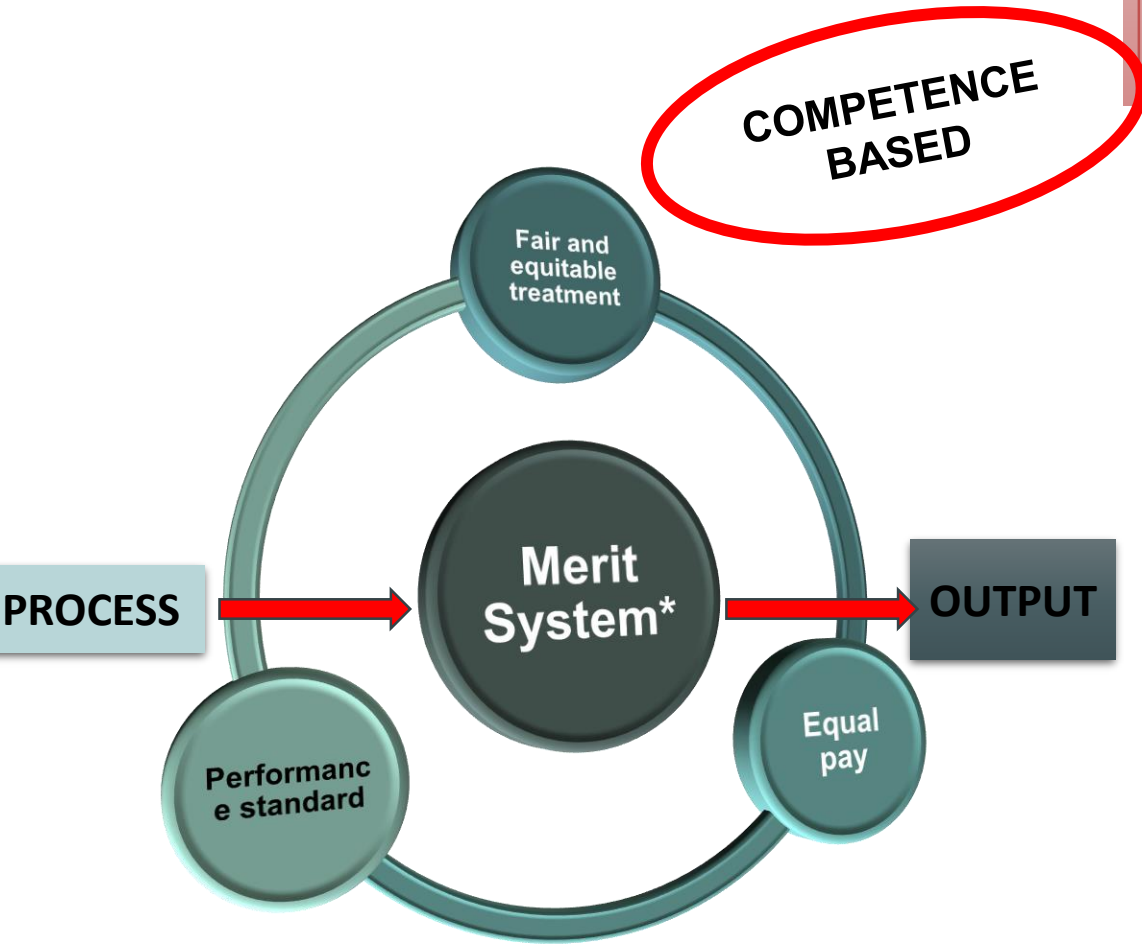 COMPETENCE
BASED
Fair and
equitable
treatment
PROCESS
Merit
System*
OUTPUT
Performanc
e standard
Equal
pay